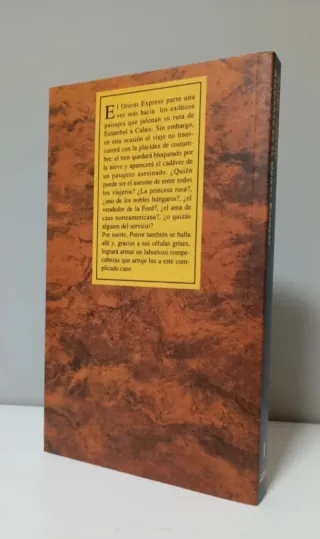 El Orient Express parte una
vez más hacia los exóticos
paisajes que jalonan su ruta de
Estambul a Calais. Sin embargo,
en esta ocasión el viaje no trans-
currirá con la placidez de costum-
bre: el tren quedará bloqueado por
la nieve y aparecerá el cadáver de
un pasajero asesinado. ¿Quién
puede ser el asesino de entre todos
los viajeros? ¿La princesa rusa?,
¿uno de los nobles húngaros?, ¿el
vendedor de la Ford?, ¿el ama de
casa norteamericana?, ¿o quizás
alguien del servicio?
Por suerte, Poirot también se halla
allí y, gracias a sus células grises,
logrará armar un laborioso rompe-
cabezas que arroje luz a este com-
plicado caso.